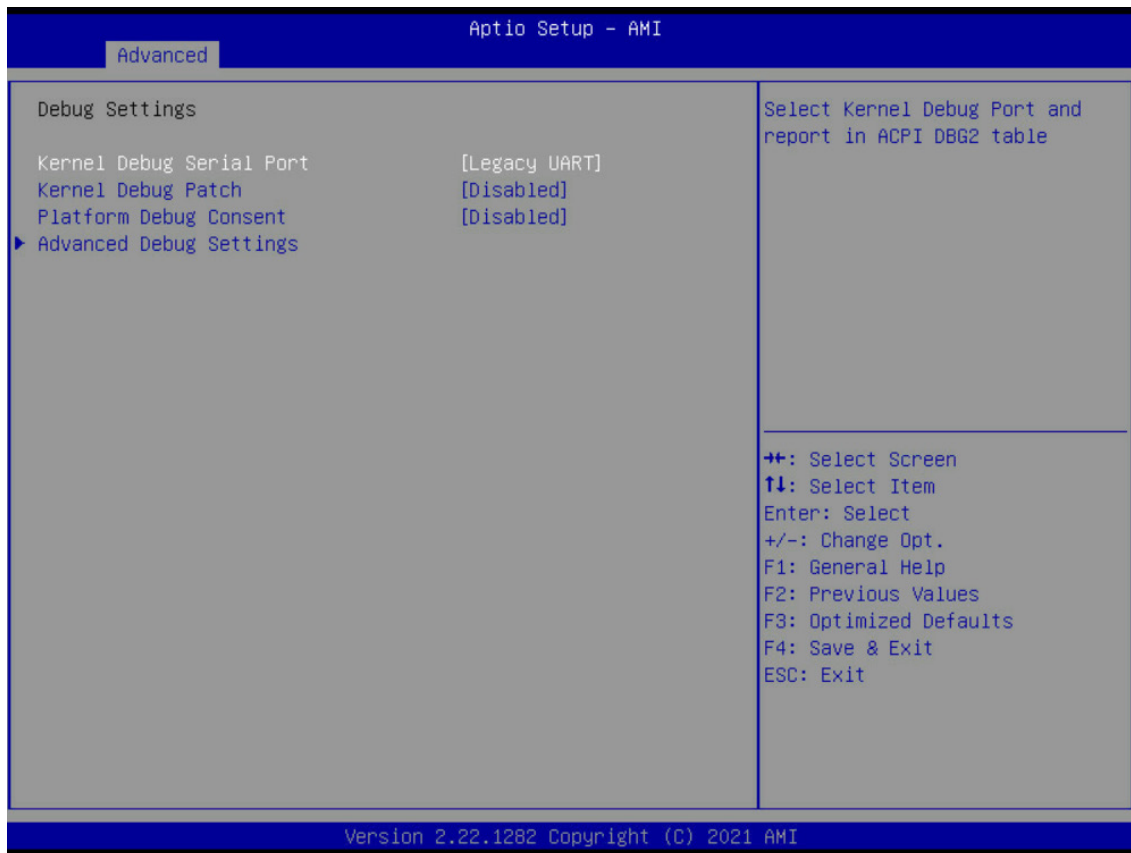 Aptio Setup – AMI
Advanced
Debug Settings
Kernel Debug Serial Port [Legacy UART]
Kernel Debug Patch [Disabled]
Platform Debug Consent [Disabled]
▶ Advanced Debug Settings
Select Kernel Debug Port and
report in ACPI DBG2 table
→←: Select Screen
↑↓: Select Item
Enter: Select
+/-: Change Opt.
F1: General Help
F2: Previous Values
F3: Optimized Defaults
F4: Save & Exit
ESC: Exit
Version 2.22.1282 Copyright (C) 2021 AMI